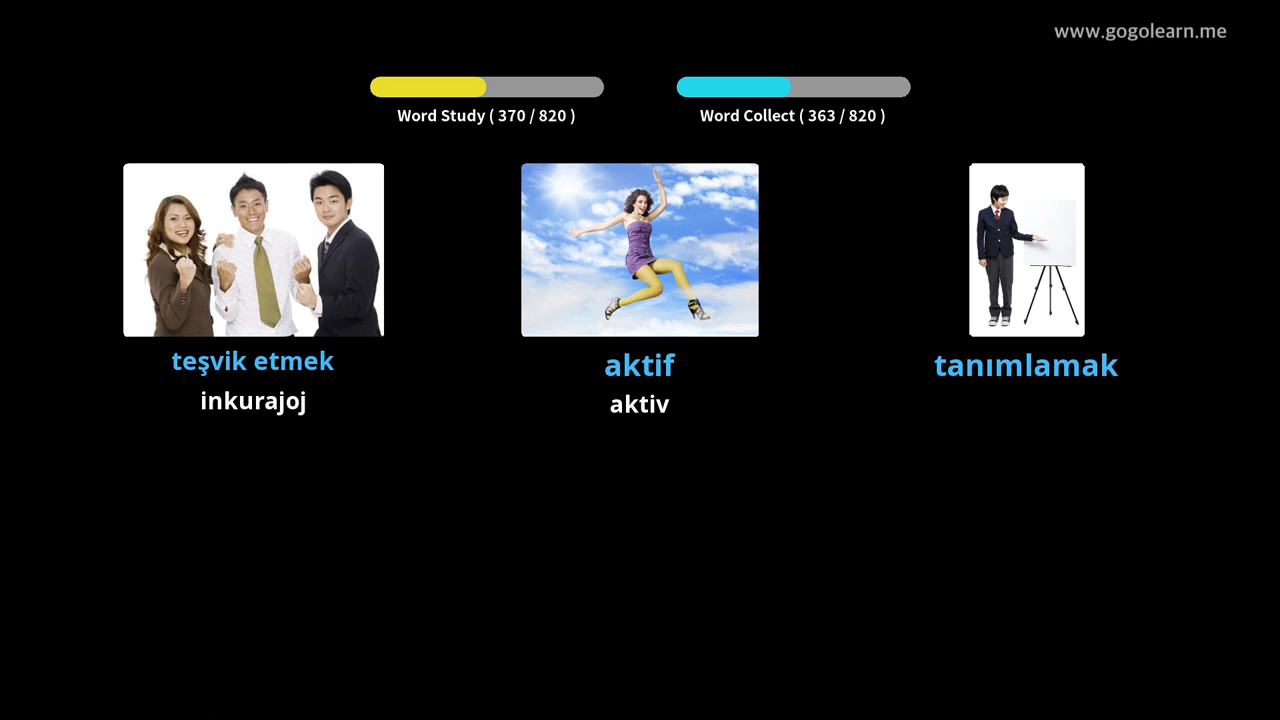 www.gogolearn.me
Word Study ( 370 / 820 )
Word Collect ( 363 / 820 )
teşvik etmek
inkurajoj
aktif
aktiv
tanımlamak